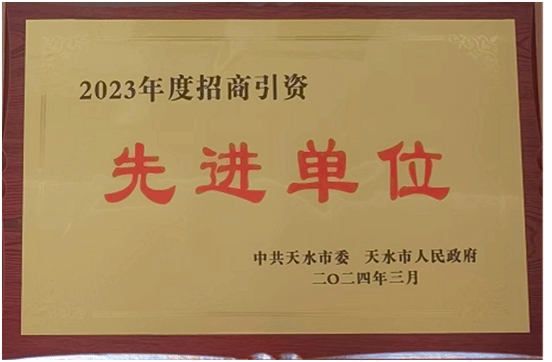 2023年度招商引资
先进单位
中共天水市委 天水市人民政府
二〇二四年三月